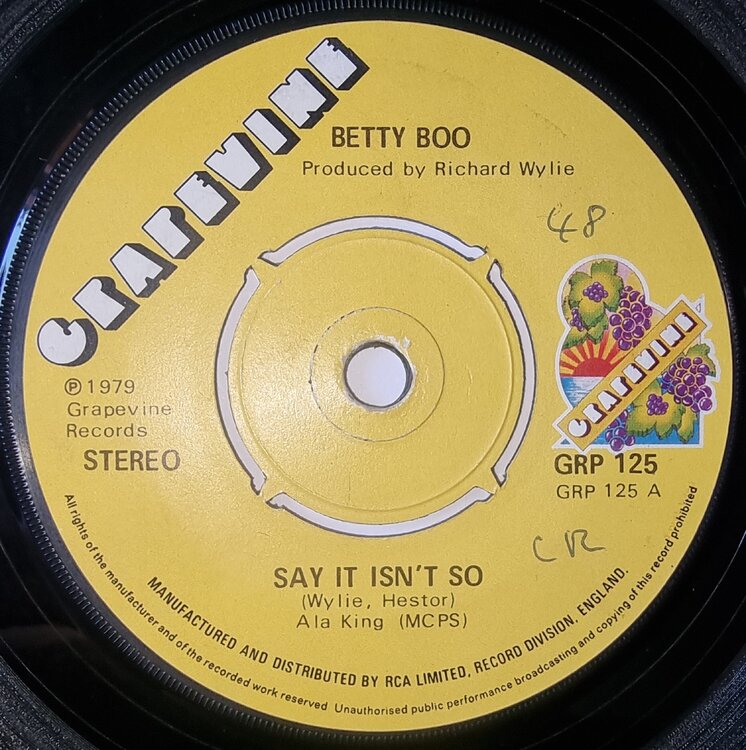 GRAPEVINE
BETTY BOO
Produced by Richard Wylie
48
GRAPEVINE
℗ 1979
Grapevine
Records
STEREO
GRP 125
GRP 125 A
CR
SAY IT ISN'T SO
(Wylie, Hestor)
Ala King (MCPS)
MANUFACTURED AND DISTRIBUTED BY RCA LIMITED, RECORD DIVISION, ENGLAND.
All rights of the manufacturer and of the recorded work reserved Unauthorised public performance broadcasting and copying of this record prohibited